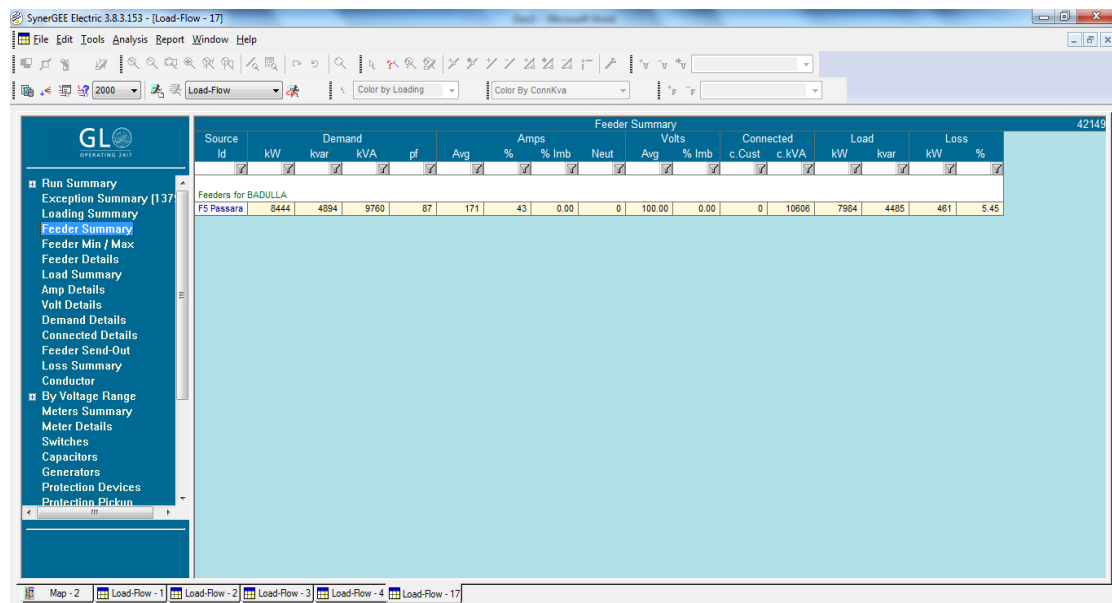 SynerGEE Electric 3.8.3.153 - [Load-Flow - 17]
File Edit Tools Analysis Report Window Help
2000 Load-Flow Color by Loading Color By ConnKva
Feeder Summary 42149
GL
OPERATING 24/7
Source Demand Amps Volts Connected Load Loss
Id kW kvar kVA pf Avg % % Imb Neut Avg % Imb c.Cust c.kVA kW kvar kW %
Feeders for BADULLA
F5 Passara 8444 4894 9760 87 171 43 0.00 0 100.00 0.00 0 10606 7984 4485 461 5.45
Run Summary
Exception Summary [137
Loading Summary
Feeder Summary
Feeder Min / Max
Feeder Details
Load Summary
Amp Details
Volt Details
Demand Details
Connected Details
Feeder Send-Out
Loss Summary
Conductor
By Voltage Range
Meters Summary
Meter Details
Switches
Capacitors
Generators
Protection Devices
Protection Pickup
Map - 2 Load-Flow - 1 Load-Flow - 2 Load-Flow - 3 Load-Flow - 4 Load-Flow - 17